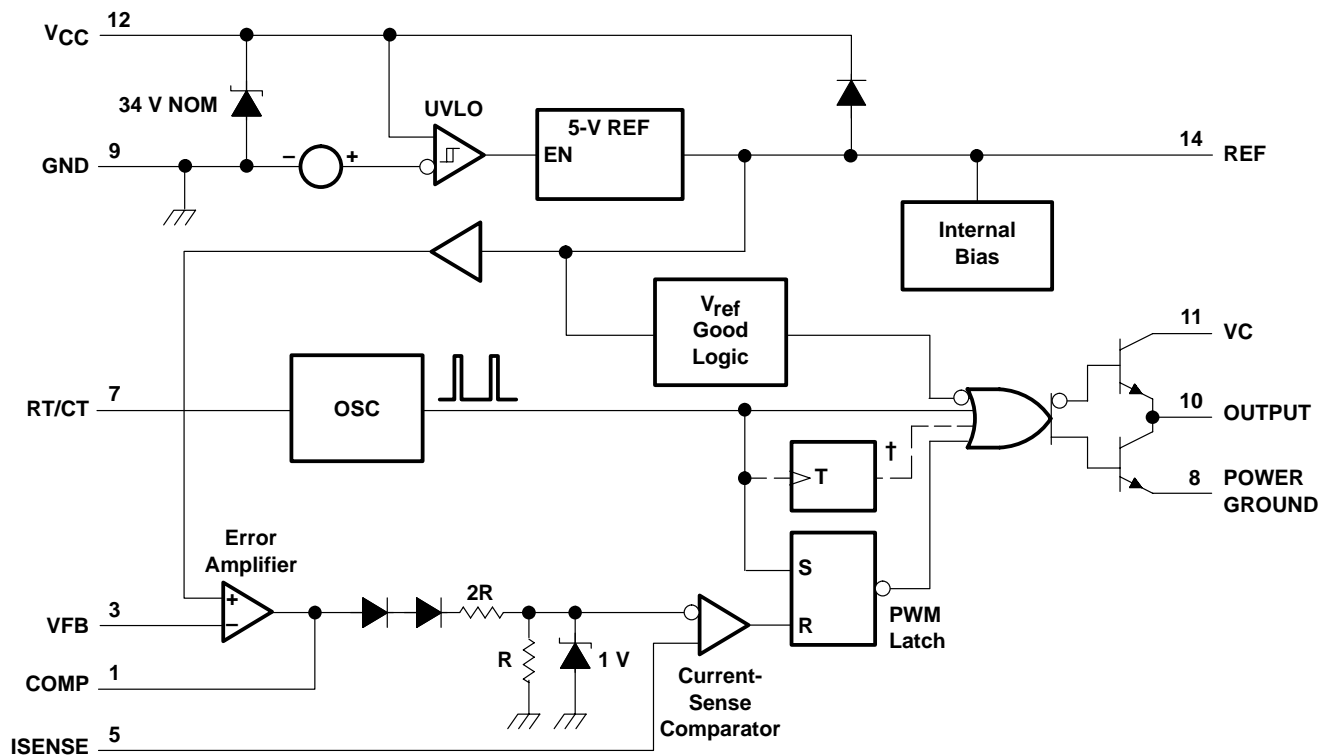 VCC 12
34 V NOM
UVLO
5-V REF
EN
14 REF
GND 9
− +
Internal
Bias
Vref
Good
Logic
11 VC
RT/CT 7
OSC
10 OUTPUT
T
†
8 POWER
GROUND
Error
Amplifier
S
R
PWM
Latch
+
−
VFB 3
2R
R
1 V
COMP 1
Current-
Sense
Comparator
ISENSE 5